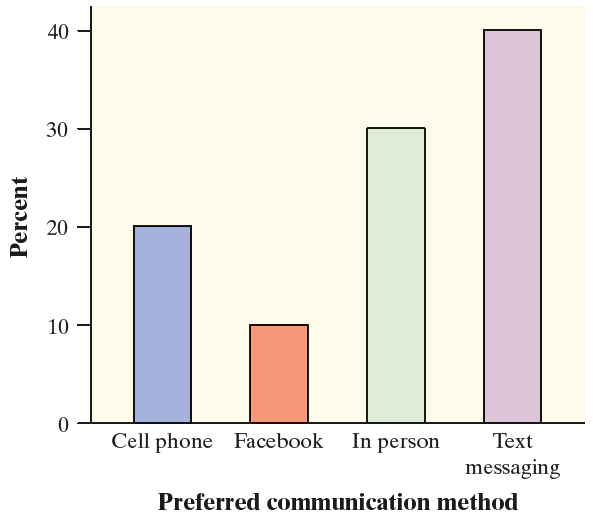 40
30
20
10
0
Percent
Cell phone Facebook In person Text
messaging
Preferred communication method